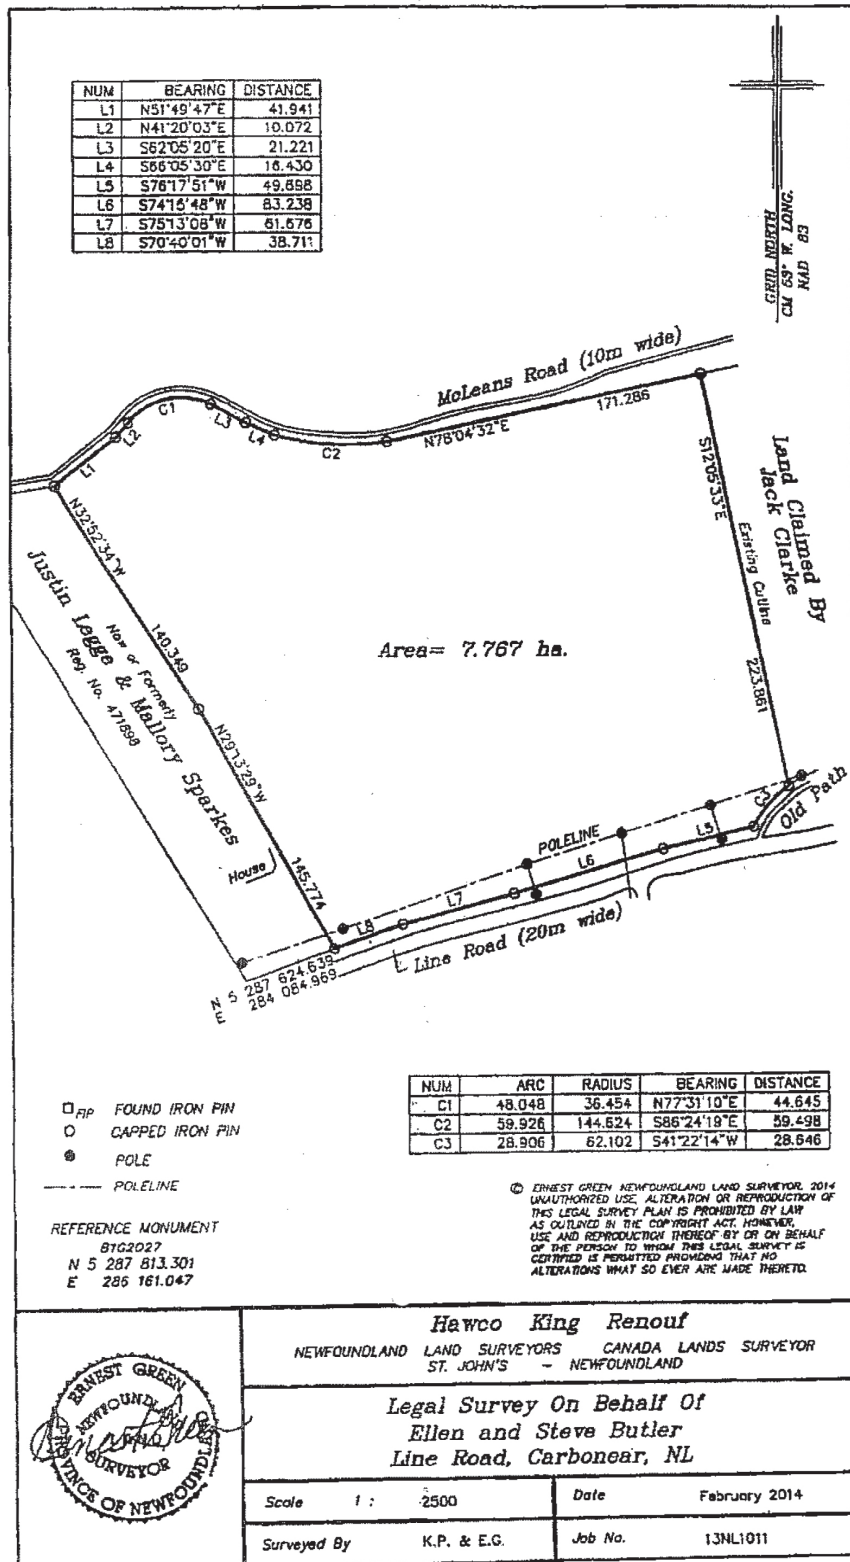 NUM BEARING DISTANCE
L1 N51°49'47"E 41.941
L2 N41°20'03"E 10.072
L3 S62°05'20"E 21.221
L4 S66°05'30"E 16.430
L5 S76°17'51"W 49.698
L6 S74°15'48"W 83.238
L7 S75°13'08"W 61.676
L8 S70°40'01"W 38.711
GRID NORTH
CM 53° W. LONG.
NAD 83
McLeans Road (10m wide)
C1
L3
L2
L4
L1
C2
N78°04'32"E
171.286
S12°05'33"E
Existing Cutline
223.861
Land Claimed By
Jack Clarke
N32°52'34"W
140.349
Justin Legge & Mallory Sparkes
Now or Formerly
Reg. No. 471698
Area= 7.767 ha.
N29°13'29"W
145.774
House
POLELINE
C3
Old Path
L5
L6
L7
L8
Line Road (20m wide)
N 5 287 624.639
E 284 084.969
NUM ARC RADIUS BEARING DISTANCE
C1 48.048 36.454 N77°31'10"E 44.645
C2 59.926 144.624 S86°24'19"E 59.498
C3 28.906 62.102 S41°22'14"W 28.646
FIP FOUND IRON PIN
CAPPED IRON PIN
POLE
POLELINE
REFERENCE MONUMENT
81G2027
N 5 287 813.301
E 286 161.047
© ERNEST GREEN NEWFOUNDLAND LAND SURVEYOR, 2014
UNAUTHORIZED USE, ALTERATION OR REPRODUCTION OF
THIS LEGAL SURVEY PLAN IS PROHIBITED BY LAW
AS OUTLINED IN THE COPYRIGHT ACT. HOWEVER,
USE AND REPRODUCTION THEREOF BY OR ON BEHALF
OF THE PERSON TO WHOM THIS LEGAL SURVEY IS
CERTIFIED IS PERMITTED PROVIDING THAT NO
ALTERATIONS WHAT SO EVER ARE MADE THERETO.
Hawco King Renouf
NEWFOUNDLAND LAND SURVEYORS CANADA LANDS SURVEYOR
ST. JOHN'S - NEWFOUNDLAND
ERNEST GREEN
NEWFOUNDLAND
SURVEYOR
PROVINCE OF NEWFOUNDLAND
Legal Survey On Behalf Of
Ellen and Steve Butler
Line Road, Carbonear, NL
Scale 1 : 2500
Date February 2014
Surveyed By K.P. & E.G.
Job No. 13NL1011